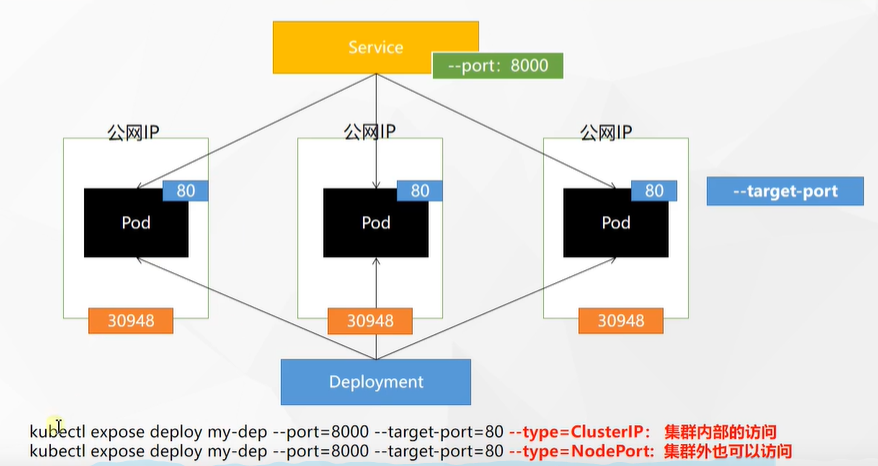 Service
--port：8000
公网IP
公网IP
公网IP
80
80
80
--target-port
Pod
Pod
Pod
30948
30948
30948
Deployment
kubectl expose deploy my-dep --port=8000 --target-port=80 --type=ClusterIP： 集群内部的访问
kubectl expose deploy my-dep --port=8000 --target-port=80 --type=NodePort: 集群外也可以访问